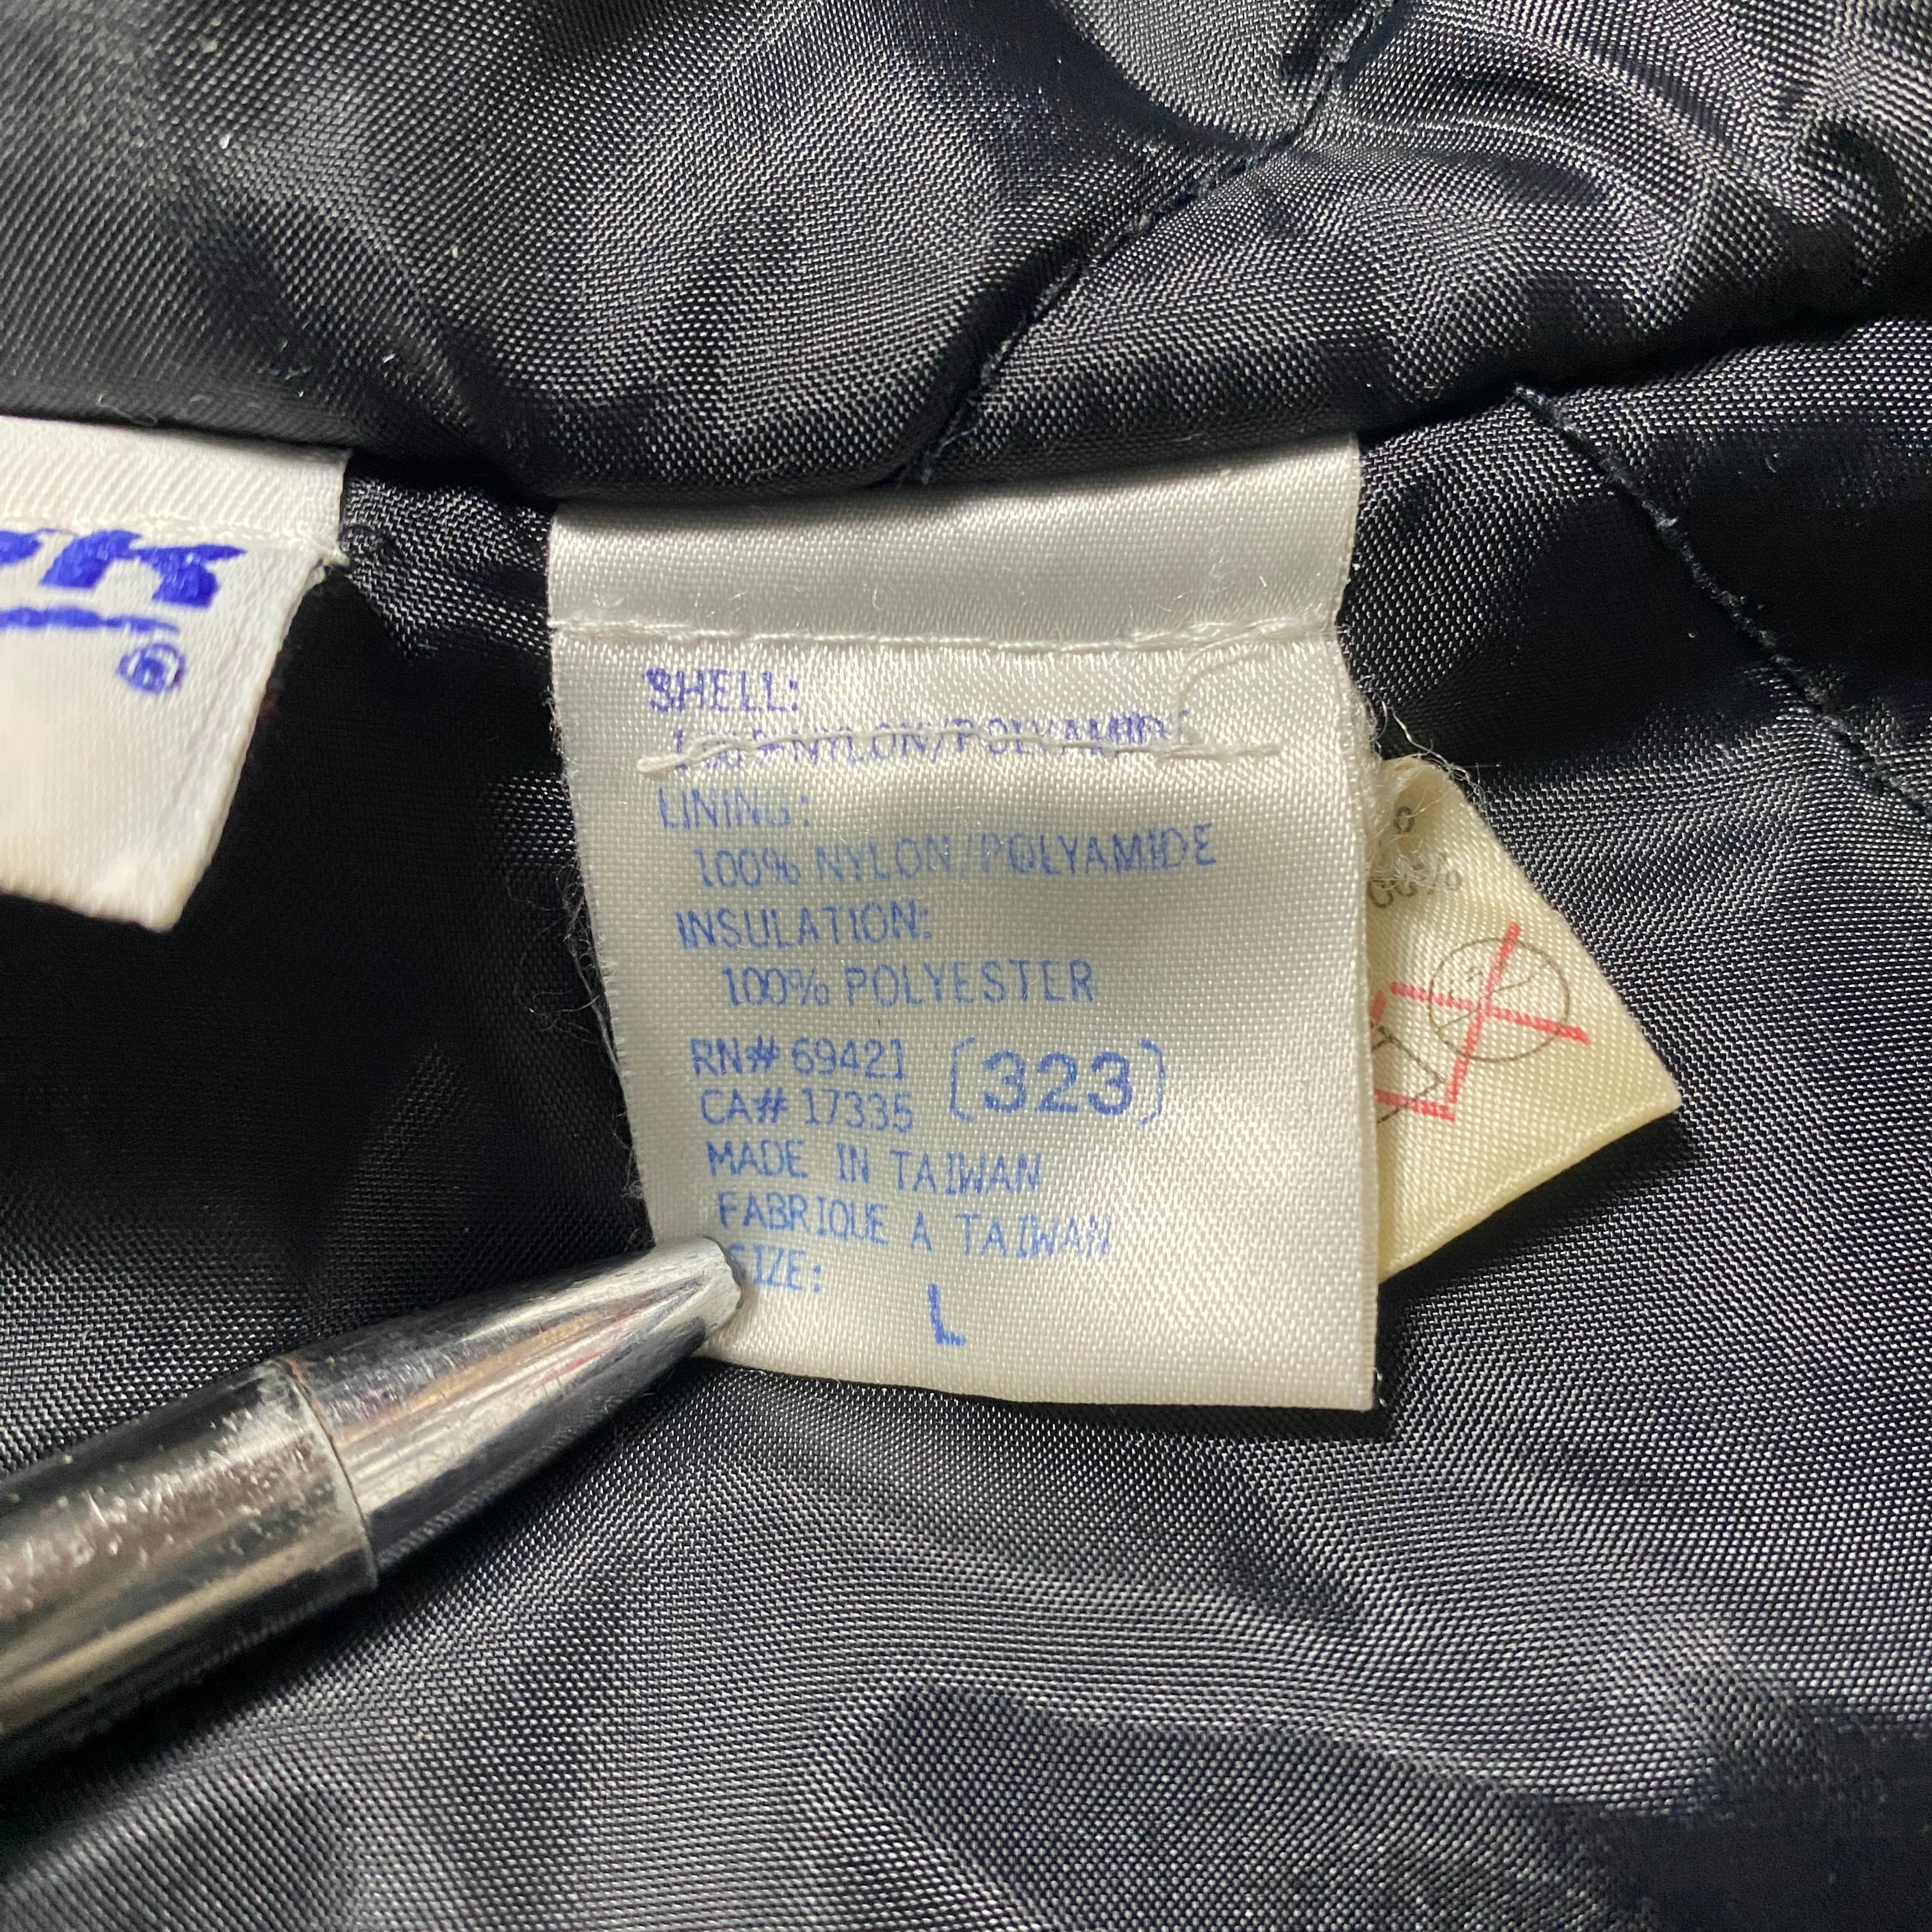 SHELL:
100% NYLON/POLYAMIDE
LINING:
100% NYLON/POLYAMIDE
INSULATION:
100% POLYESTER
RN# 69421 (323)
CA# 17335
MADE IN TAIWAN
FABRIQUE A TAIWAN
SIZE:
L
®